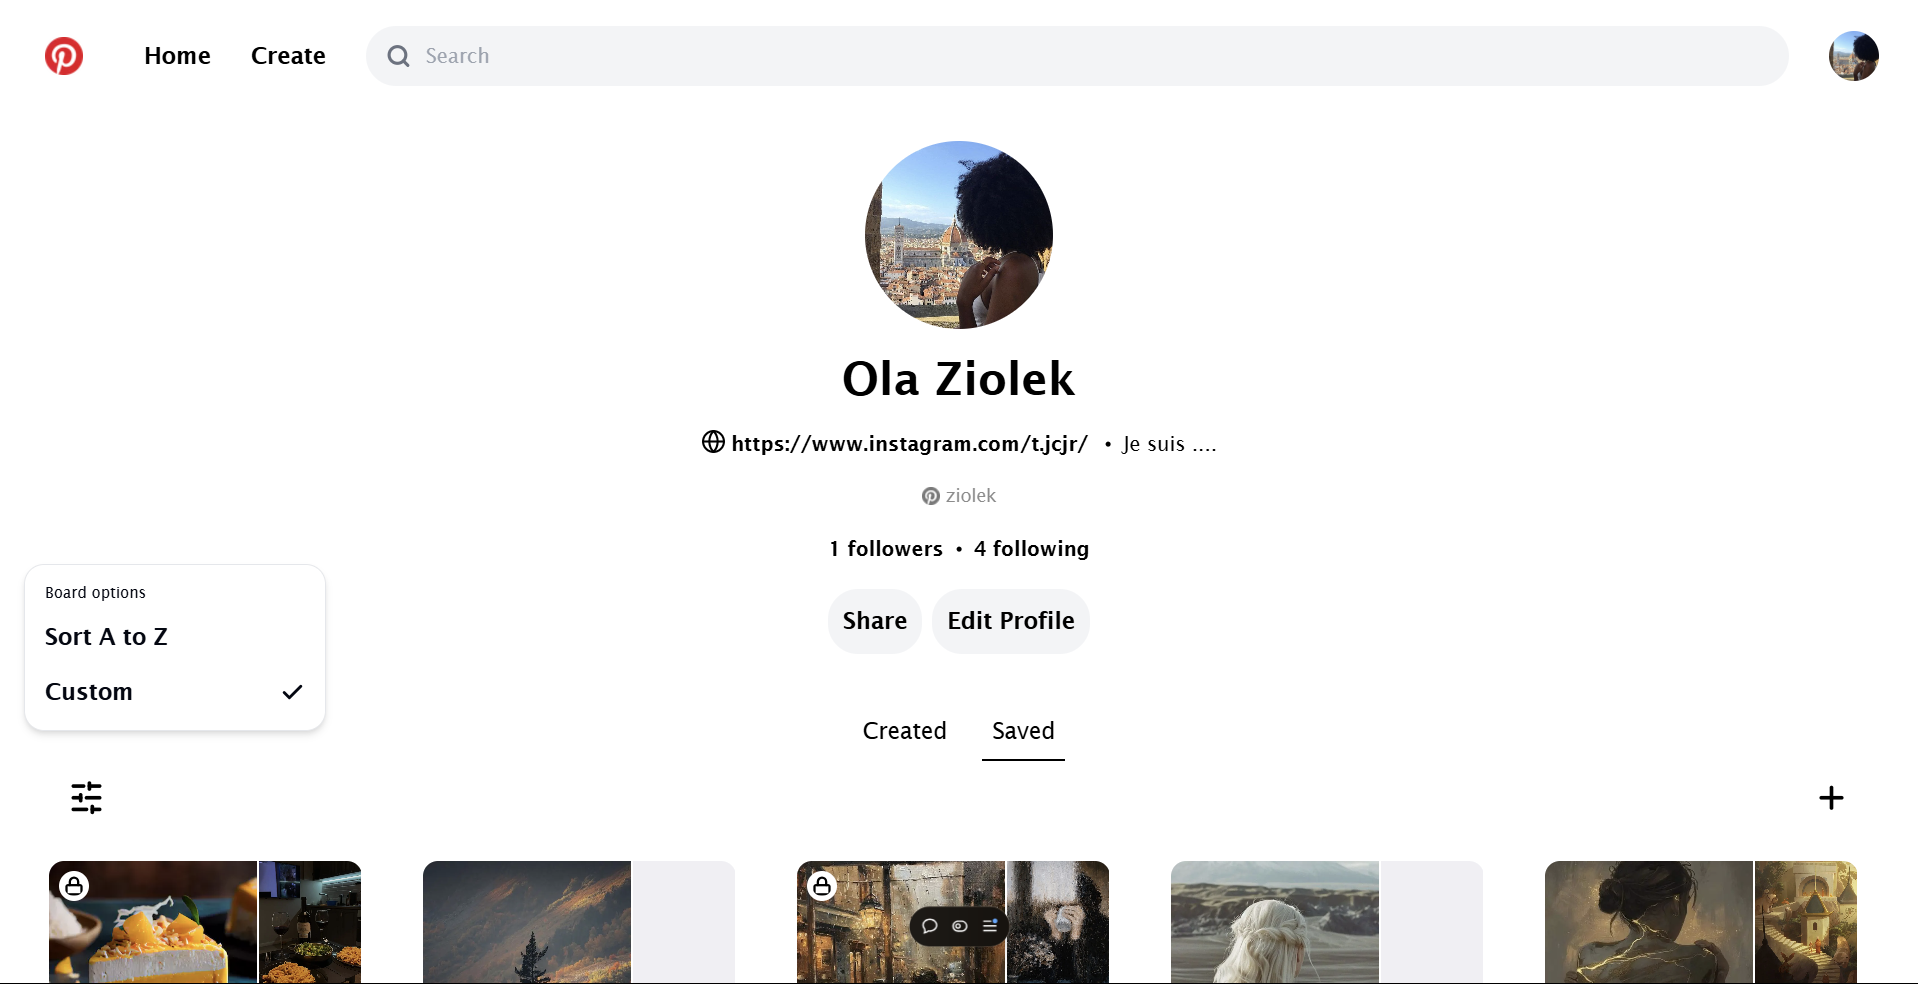 Home
Create
Search
Ola Ziolek
https://www.instagram.com/t.jcjr/ • Je suis ....
ziolek
1 followers • 4 following
Board options
Sort A to Z
Custom
Share
Edit Profile
Created
Saved